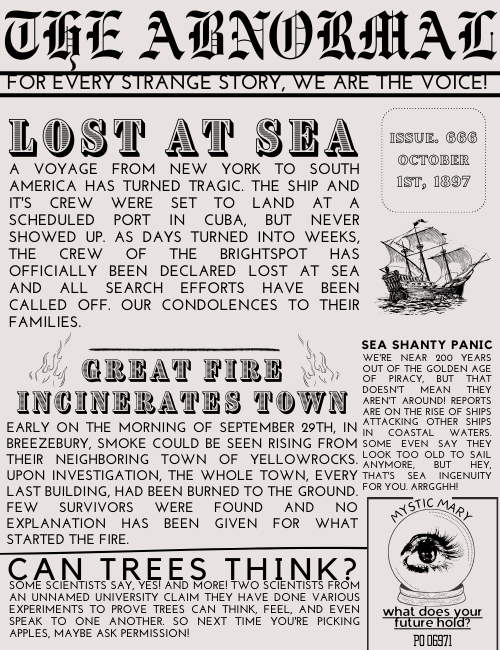 THE ABNORMAL
FOR EVERY STRANGE STORY, WE ARE THE VOICE!
LOST AT SEA
A VOYAGE FROM NEW YORK TO SOUTH
AMERICA HAS TURNED TRAGIC. THE SHIP AND
IT'S CREW WERE SET TO LAND AT A
SCHEDULED PORT IN CUBA, BUT NEVER
SHOWED UP. AS DAYS TURNED INTO WEEKS,
THE CREW OF THE BRIGHTSPOT HAS
OFFICIALLY BEEN DECLARED LOST AT SEA
AND ALL SEARCH EFFORTS HAVE BEEN
CALLED OFF. OUR CONDOLENCES TO THEIR
FAMILIES.
ISSUE. 666
OCTOBER
1ST, 1897
GREAT FIRE
INCINERATES TOWN
EARLY ON THE MORNING OF SEPTEMBER 29TH, IN
BREEZEBURY, SMOKE COULD BE SEEN RISING FROM
THEIR NEIGHBORING TOWN OF YELLOWROCKS.
UPON INVESTIGATION, THE WHOLE TOWN, EVERY
LAST BUILDING, HAD BEEN BURNED TO THE GROUND.
FEW SURVIVORS WERE FOUND AND NO
EXPLANATION HAS BEEN GIVEN FOR WHAT
STARTED THE FIRE.
SEA SHANTY PANIC
WE'RE NEAR 200 YEARS
OUT OF THE GOLDEN AGE
OF PIRACY, BUT THAT
DOESN'T MEAN THEY
AREN'T AROUND! REPORTS
ARE ON THE RISE OF SHIPS
ATTACKING OTHER SHIPS
IN COASTAL WATERS.
SOME EVEN SAY THEY
LOOK TOO OLD TO SAIL
ANYMORE, BUT HEY,
THAT'S SEA INGENUITY
FOR YOU. ARRGGHH!
CAN TREES THINK?
SOME SCIENTISTS SAY, YES! AND MORE! TWO SCIENTISTS FROM
AN UNNAMED UNIVERSITY CLAIM THEY HAVE DONE VARIOUS
EXPERIMENTS TO PROVE TREES CAN THINK, FEEL, AND EVEN
SPEAK TO ONE ANOTHER. SO NEXT TIME YOU'RE PICKING
APPLES, MAYBE ASK PERMISSION!
MYSTIC MARY
what does your
future hold?
PO 06971